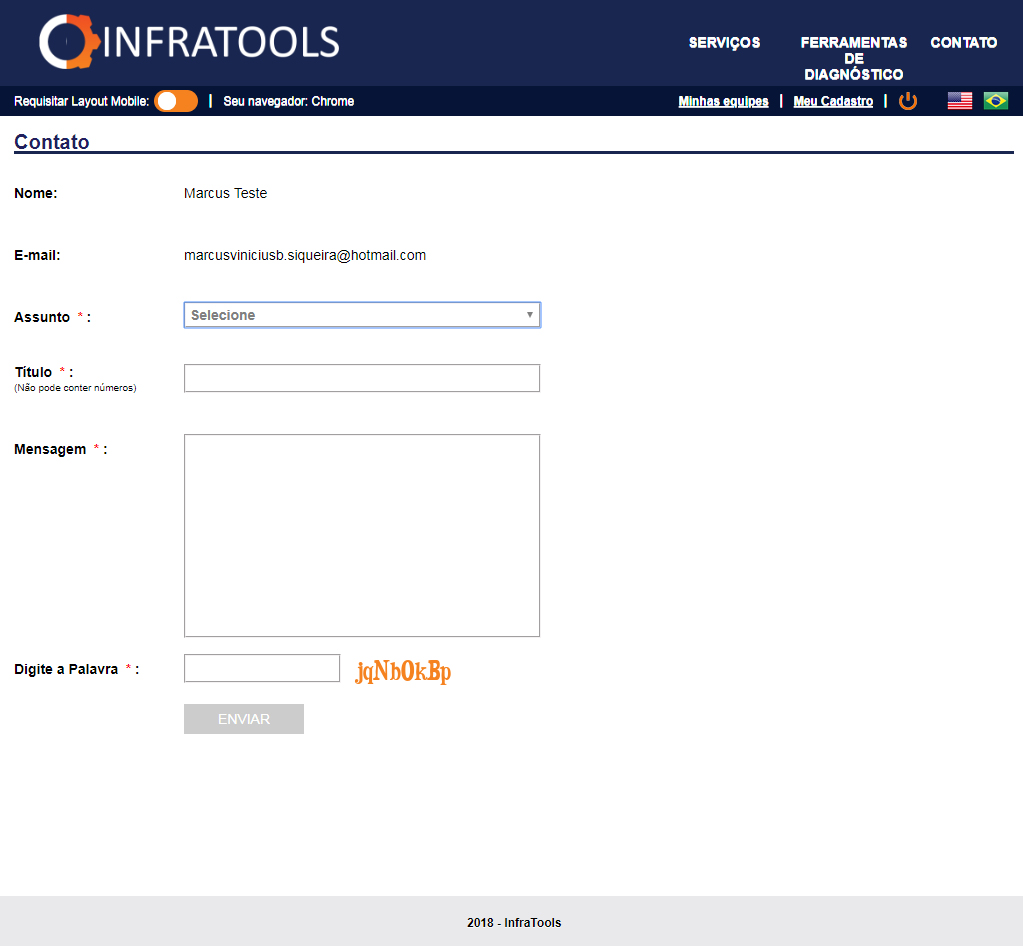 INFRATOOLS
SERVIÇOS
FERRAMENTAS
DE
DIAGNÓSTICO
CONTATO
Requisitar Layout Mobile: | Seu navegador: Chrome
Minhas equipes | Meu Cadastro |
Contato
Nome: Marcus Teste
E-mail: marcusviniciusb.siqueira@hotmail.com
Assunto * : Selecione
Título * :
(Não pode conter números)
Mensagem * :
Digite a Palavra * : jqNbOkBp
ENVIAR
2018 - InfraTools